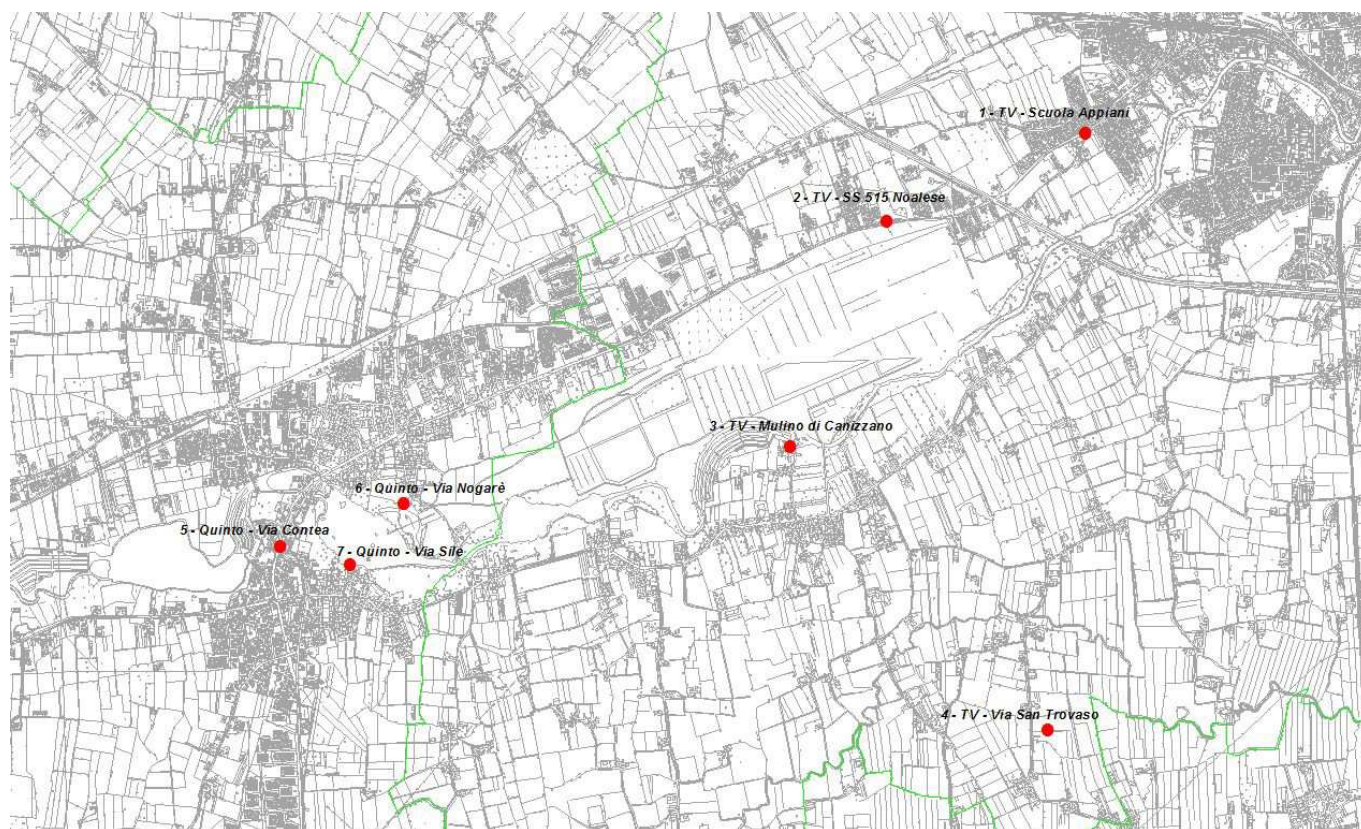 1 - TV - Scuola Appiani
2 - TV - SS 515 Noalese
3 - TV - Mulino di Canizzano
6 - Quinto - Via Nogarè
5 - Quinto - Via Contea
7 - Quinto - Via Sile
4 - TV - Via San Trovaso